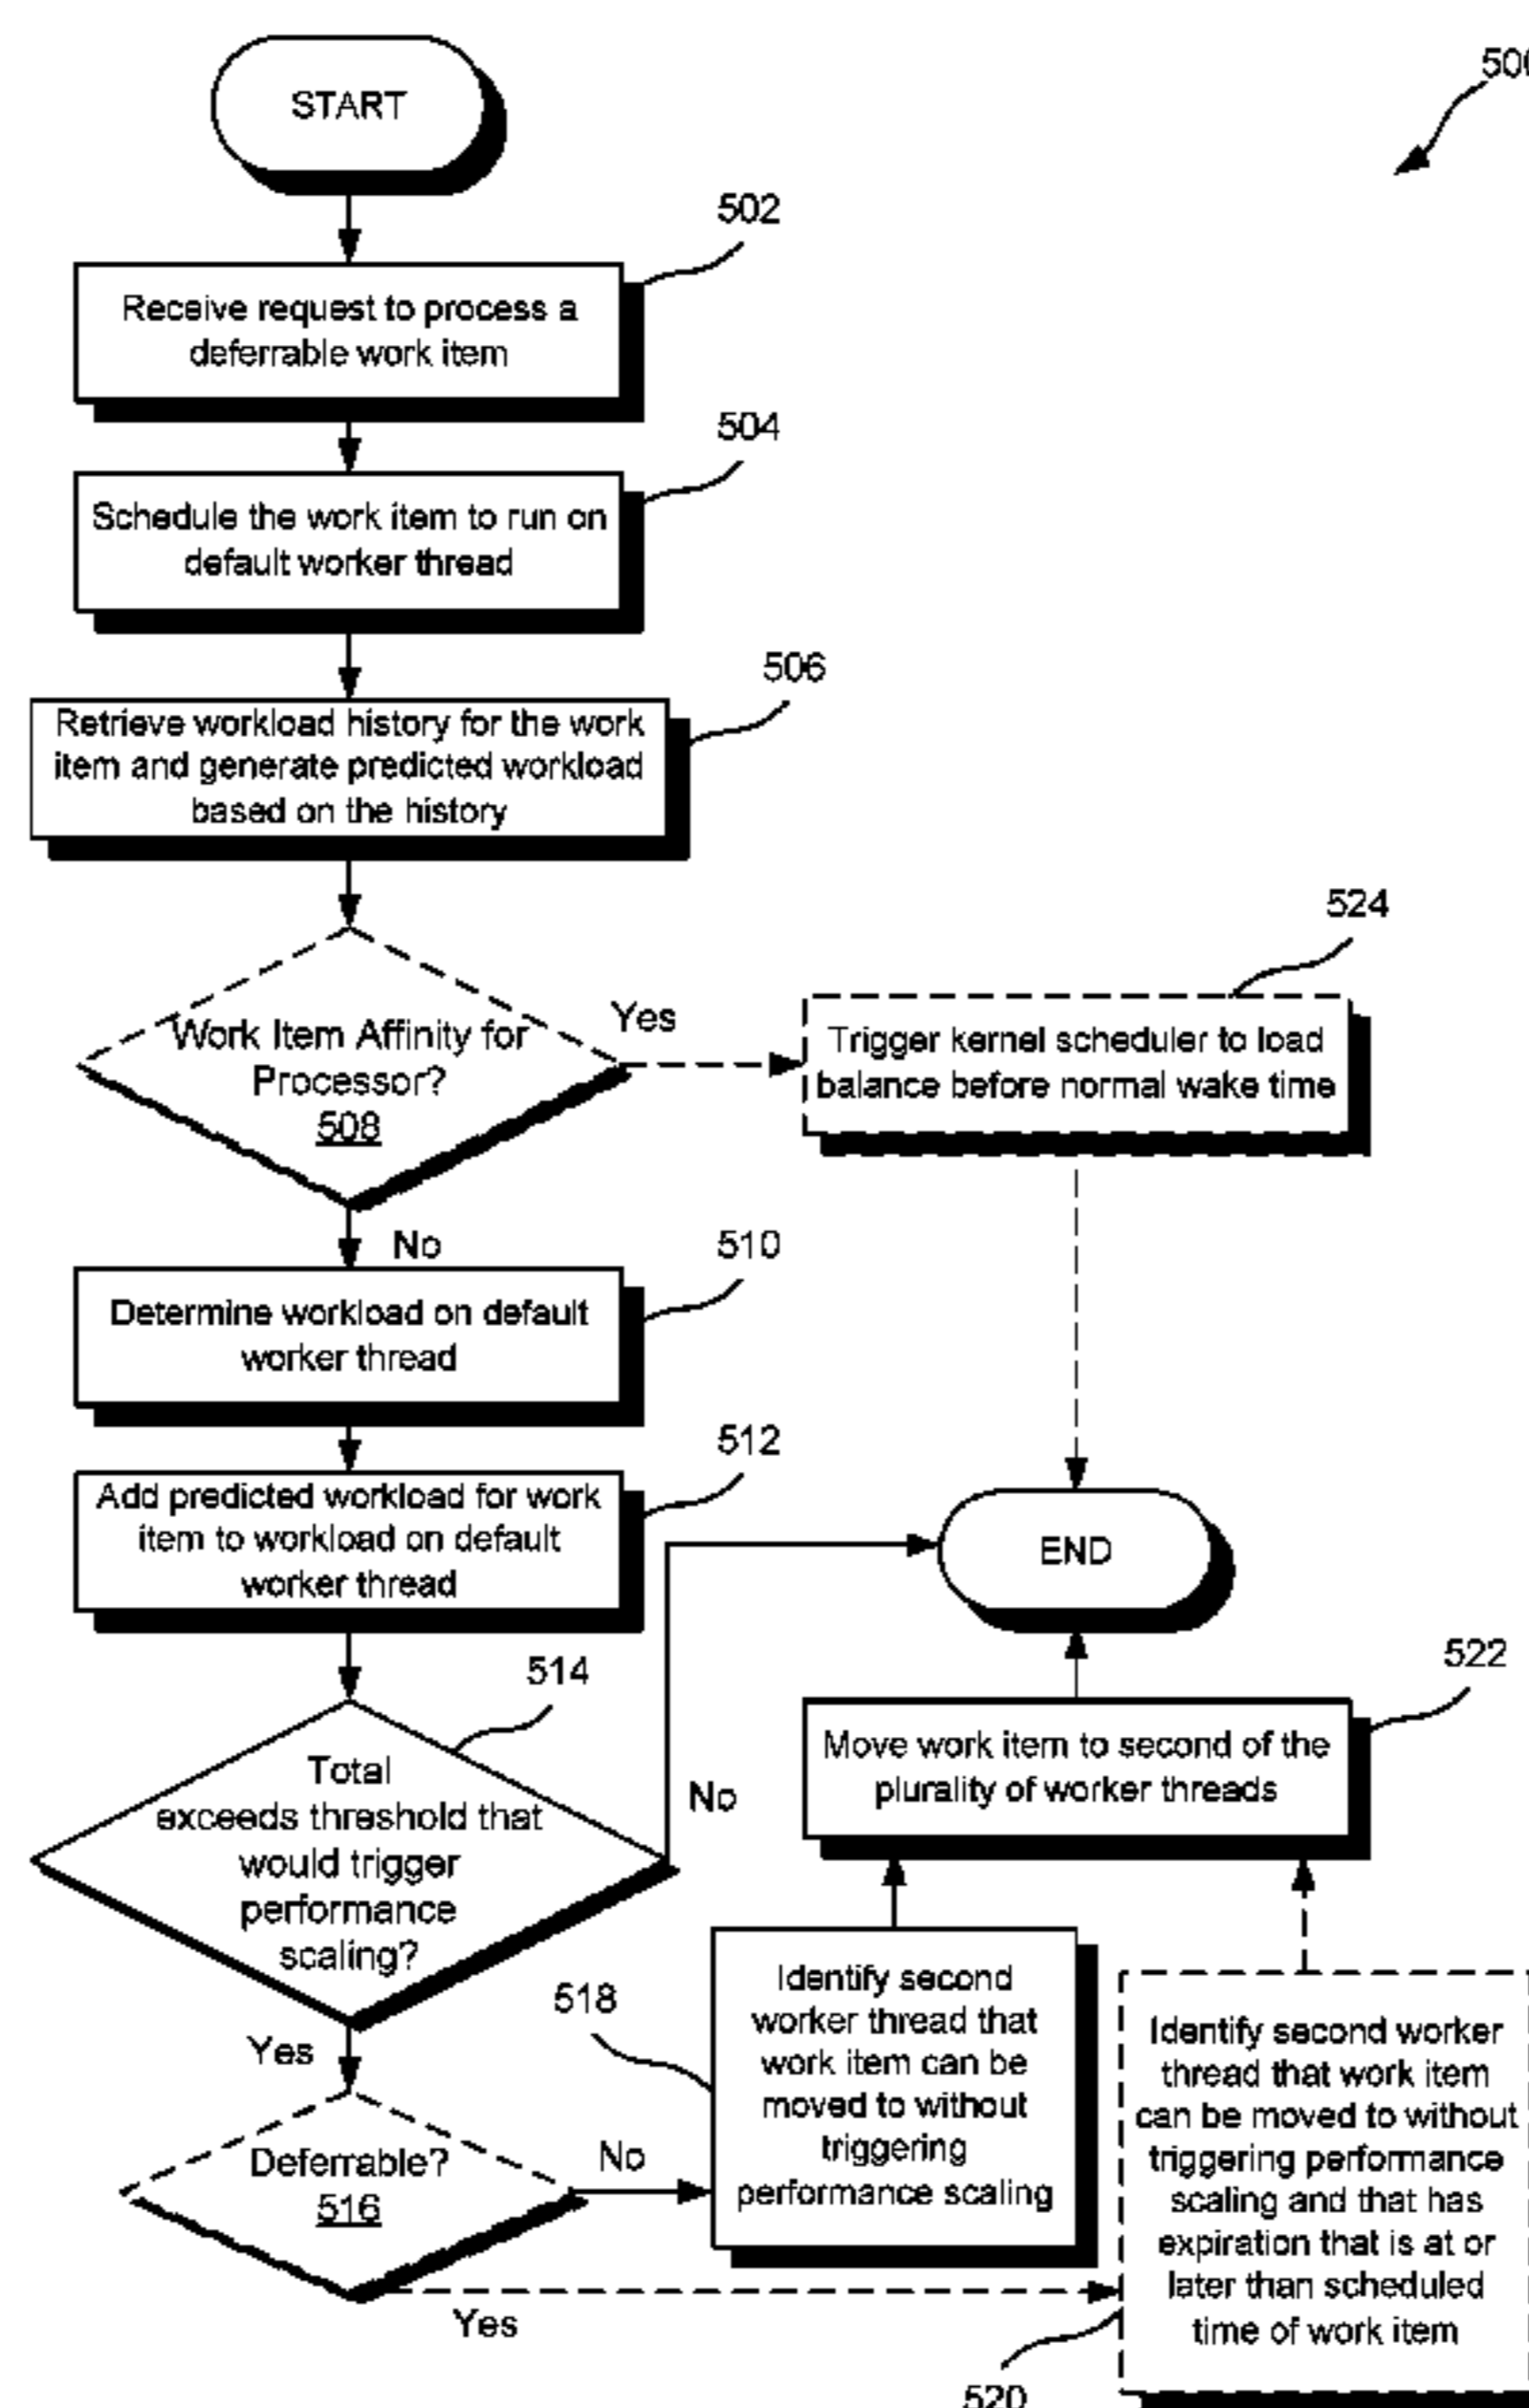 START
500
502
Receive request to process a
deferrable work item
504
Schedule the work item to run on
default worker thread
506
Retrieve workload history for the work
item and generate predicted workload
based on the history
524
Work Item Affinity for
Processor?
508
Yes
Trigger kernel scheduler to load
balance before normal wake time
No
510
Determine workload on default
worker thread
512
Add predicted workload for work
item to workload on default
worker thread
END
514
Total
exceeds threshold that
would trigger
performance
scaling?
No
522
Move work item to second of the
plurality of worker threads
Yes
518
Identify second
worker thread that
work item can be
moved to without
triggering
performance scaling
Identify second worker
thread that work item
can be moved to without
triggering performance
scaling and that has
expiration that is at or
later than scheduled
time of work item
Deferrable?
516
No
Yes
520